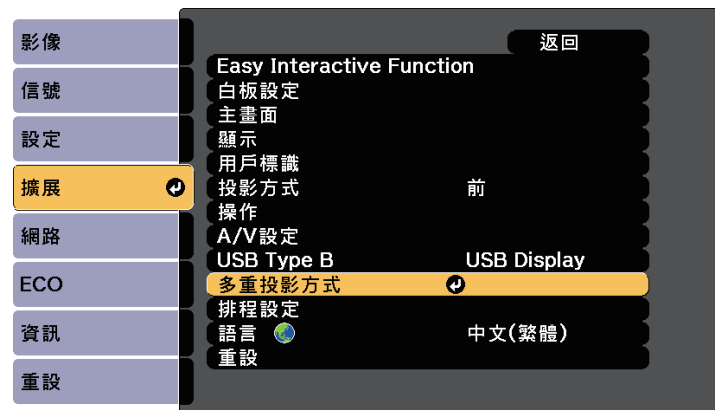 影像
信號
設定
擴展
網路
ECO
資訊
重設
返回
Easy Interactive Function
白板設定
主畫面
顯示
用戶標識
投影方式 前
操作
A/V設定
USB Type B USB Display
多重投影方式
排程設定
語言 中文(繁體)
重設